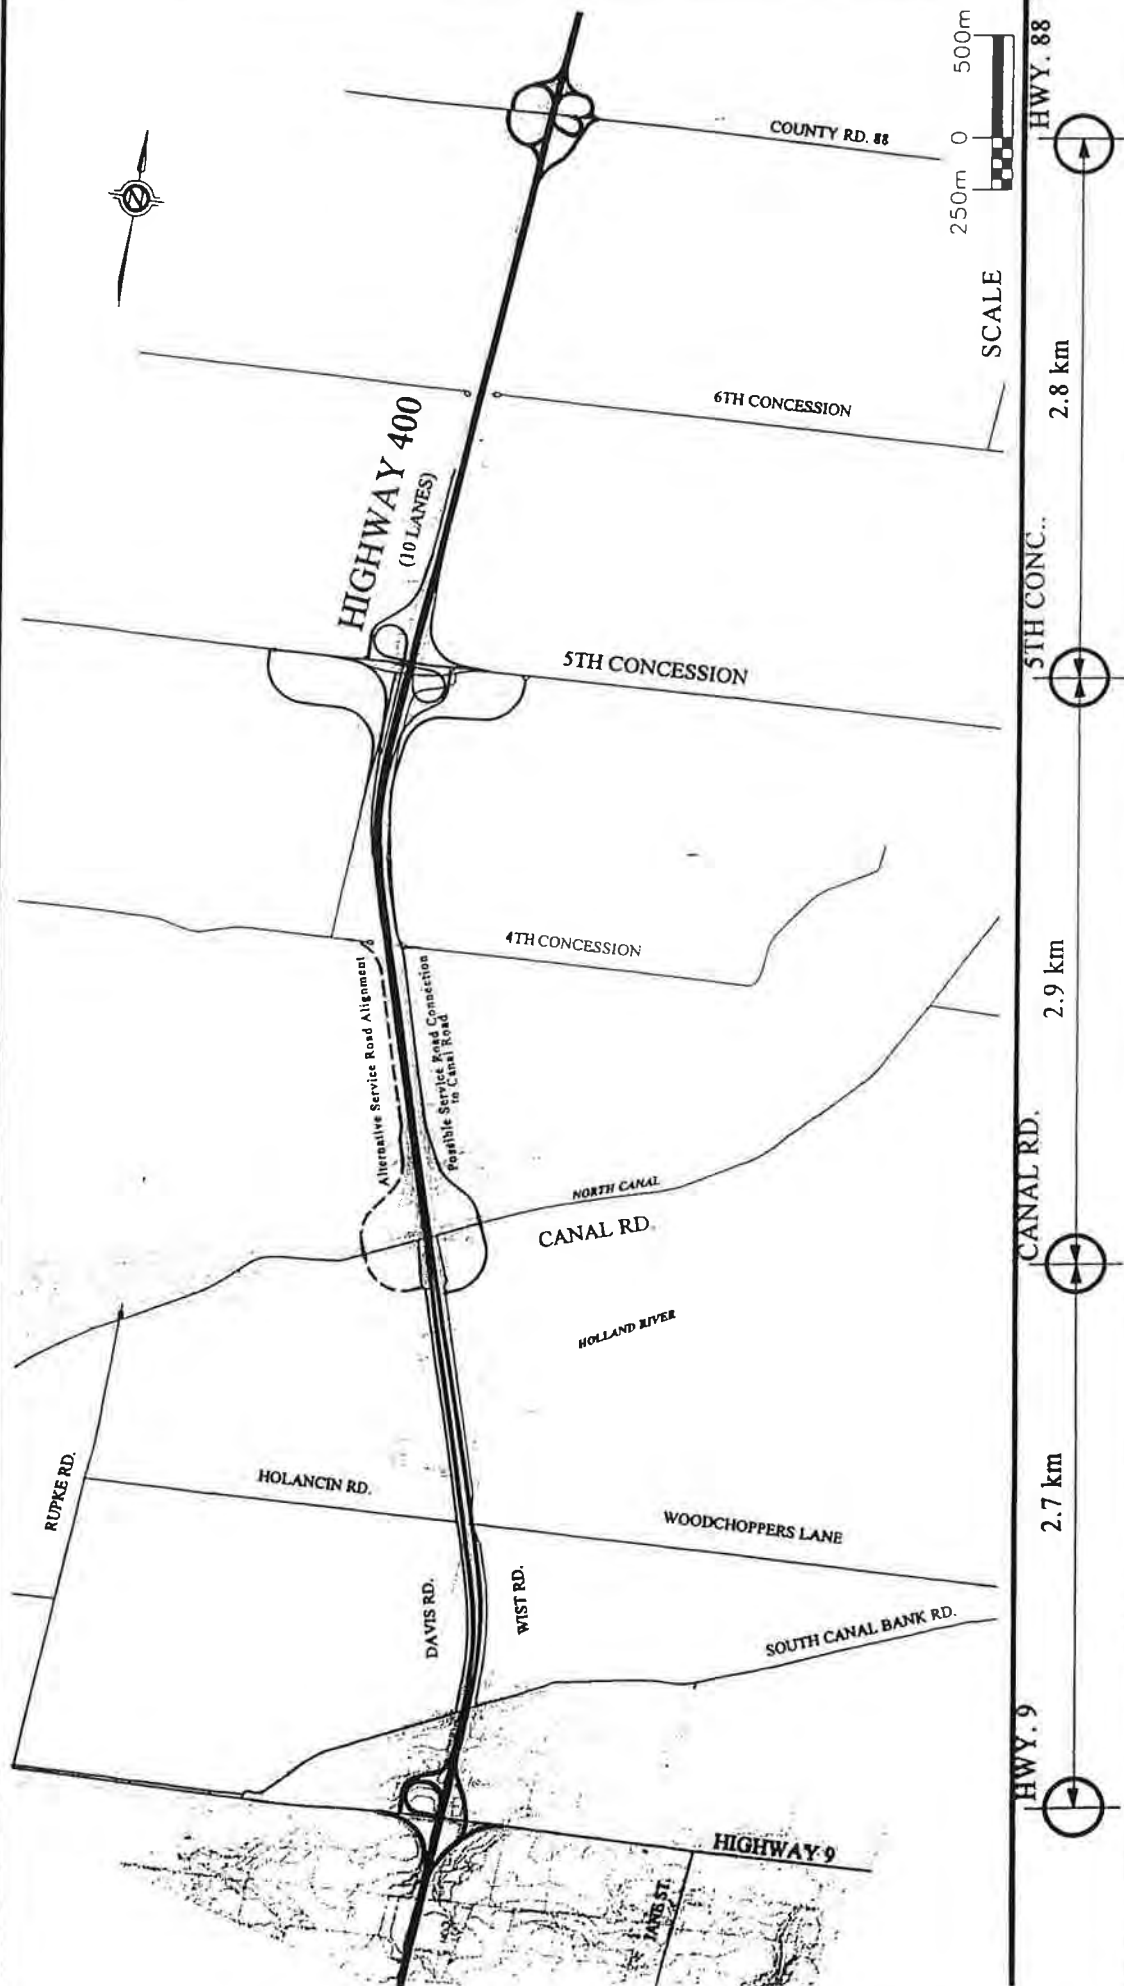 500m
0
250m
SCALE
HWY. 88
COUNTY RD. 88
N
2.8 km
6TH CONCESSION
HIGHWAY 400
(10 LANES)
5TH CONC..
5TH CONCESSION
4TH CONCESSION
2.9 km
Alternative Service Road Alignment
Possible Service Road Connection
to Canal Road
NORTH CANAL
CANAL RD.
CANAL RD.
HOLLAND RIVER
RUPKE RD.
HOLANCIN RD.
WOODCHOPPERS LANE
2.7 km
DAVIS RD.
WIST RD.
SOUTH CANAL BANK RD.
HWY. 9
HIGHWAY 9
JANE ST.